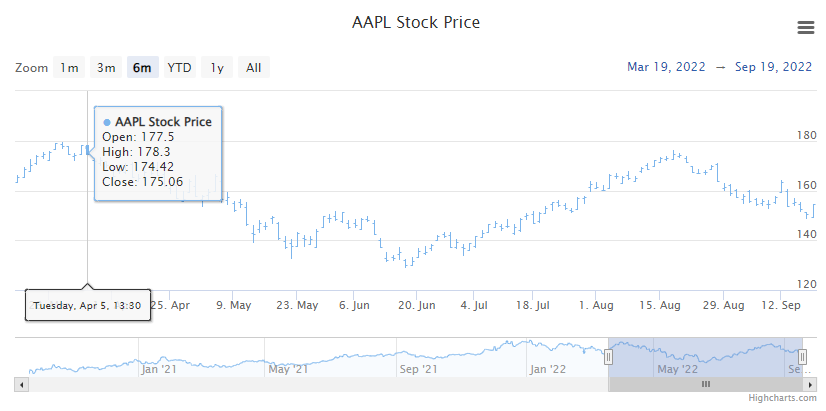 AAPL Stock Price
Zoom 1m 3m 6m YTD 1y All
Mar 19, 2022 → Sep 19, 2022
● AAPL Stock Price
Open: 177.5
High: 178.3
Low: 174.42
Close: 175.06
180
160
140
120
Tuesday, Apr 5, 13:30
25. Apr 9. May 23. May 6. Jun 20. Jun 4. Jul 18. Jul 1. Aug 15. Aug 29. Aug 12. Sep
Jan '21 May '21 Sep '21 Jan '22 May '22 Se…
Highcharts.com